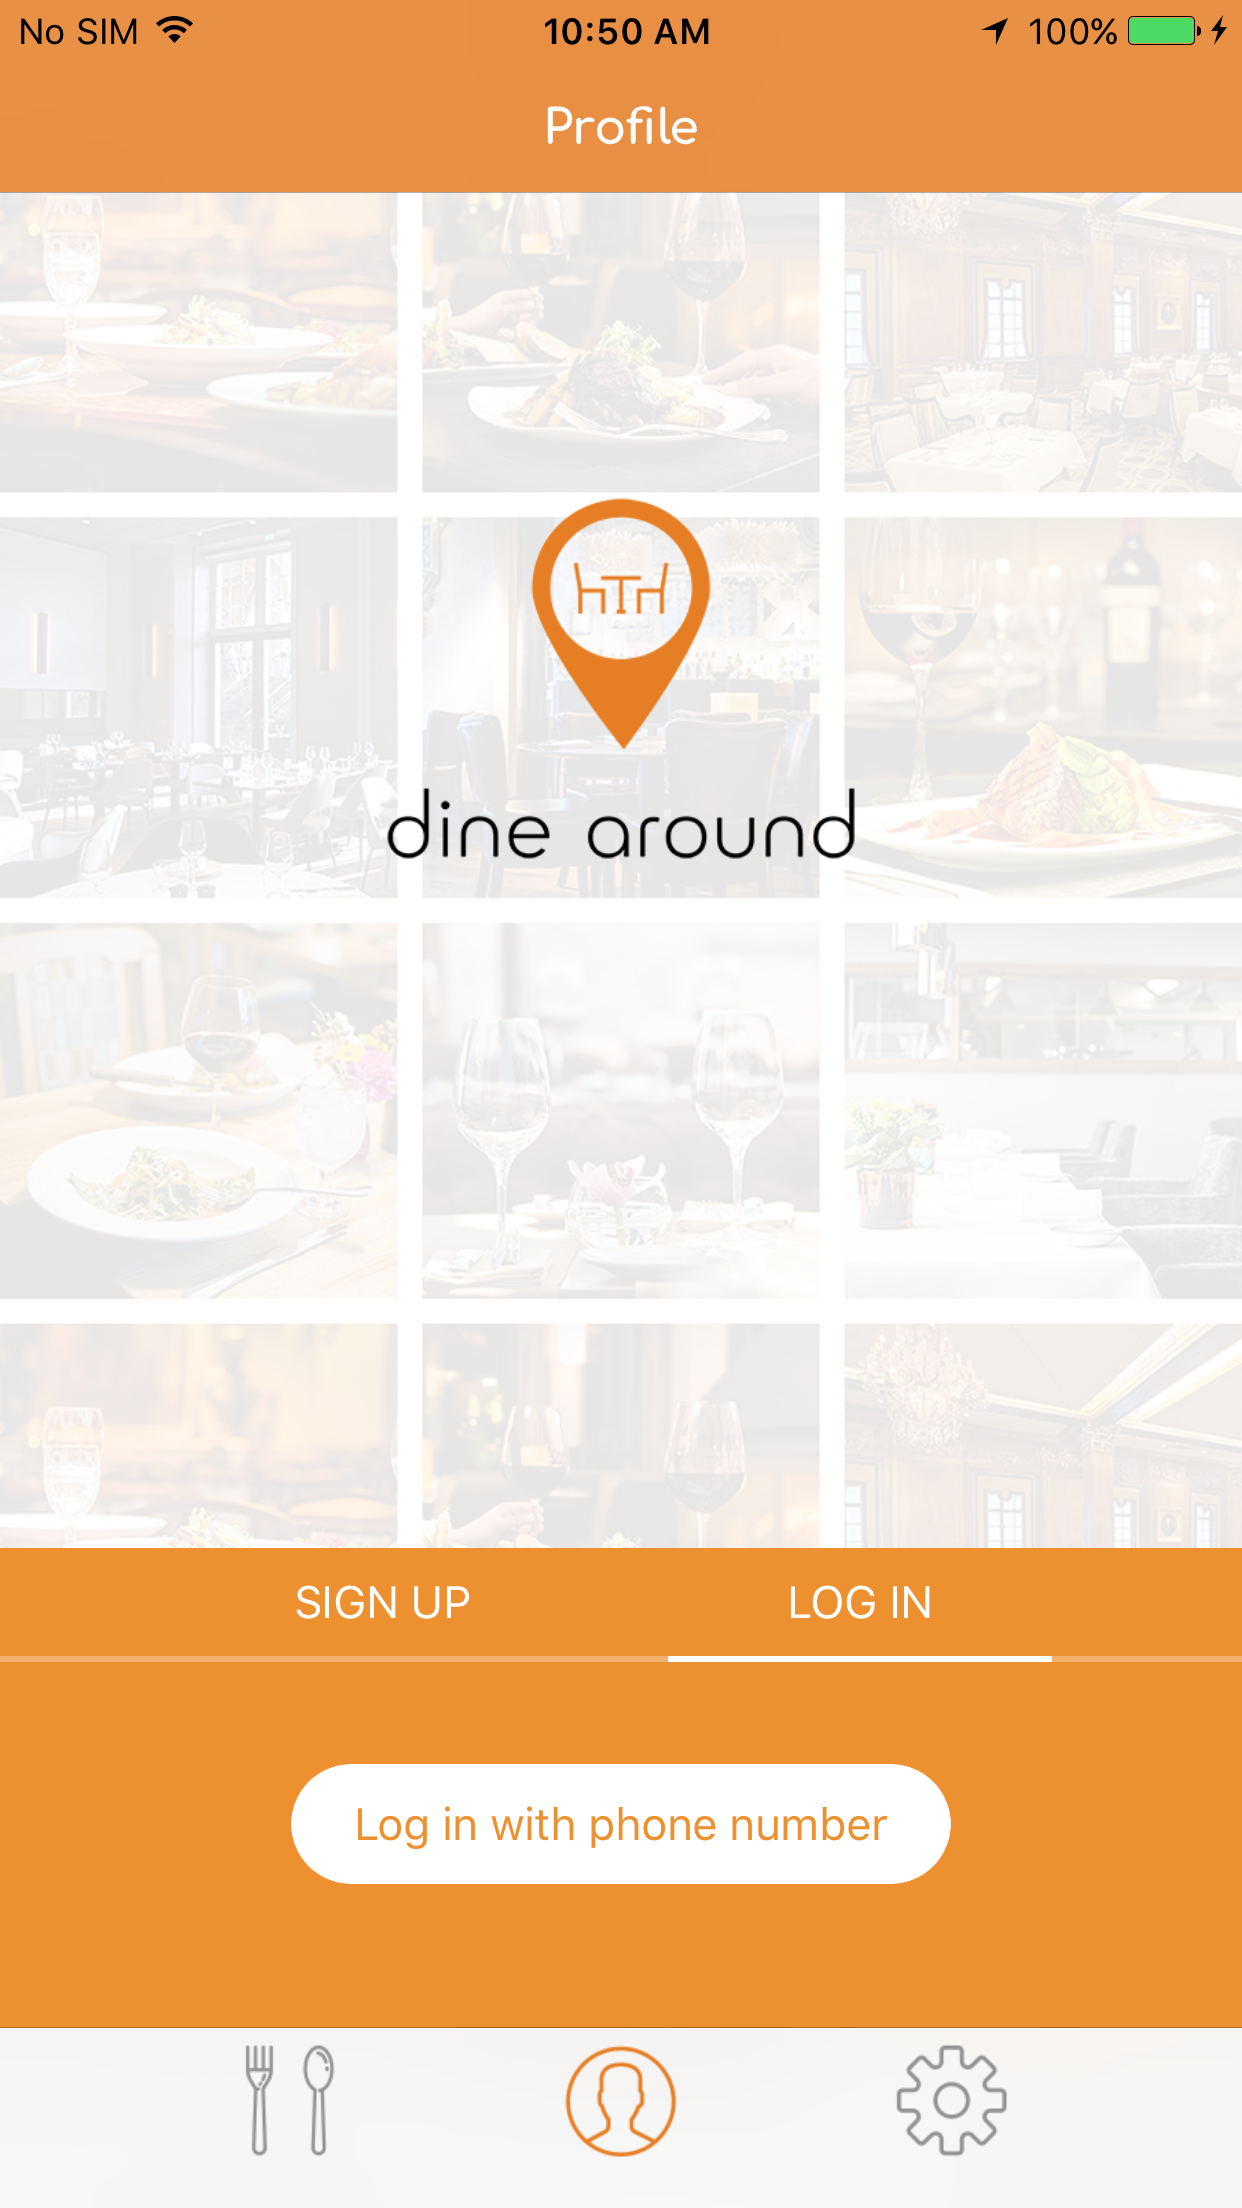 No SIM 10:50 AM 100%
Profile
dine around
SIGN UP LOG IN
Log in with phone number